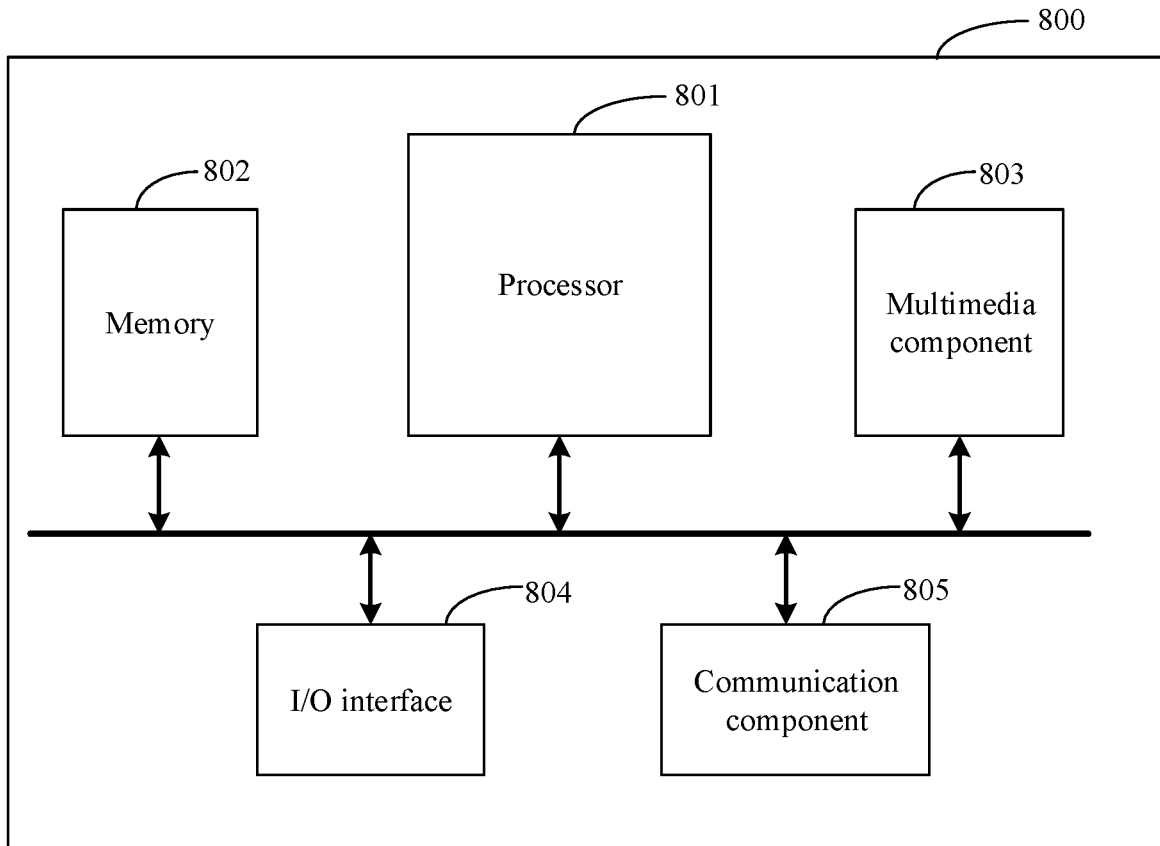 800
801
802
803
Memory
Processor
Multimedia
component
804
805
I/O interface
Communication
component